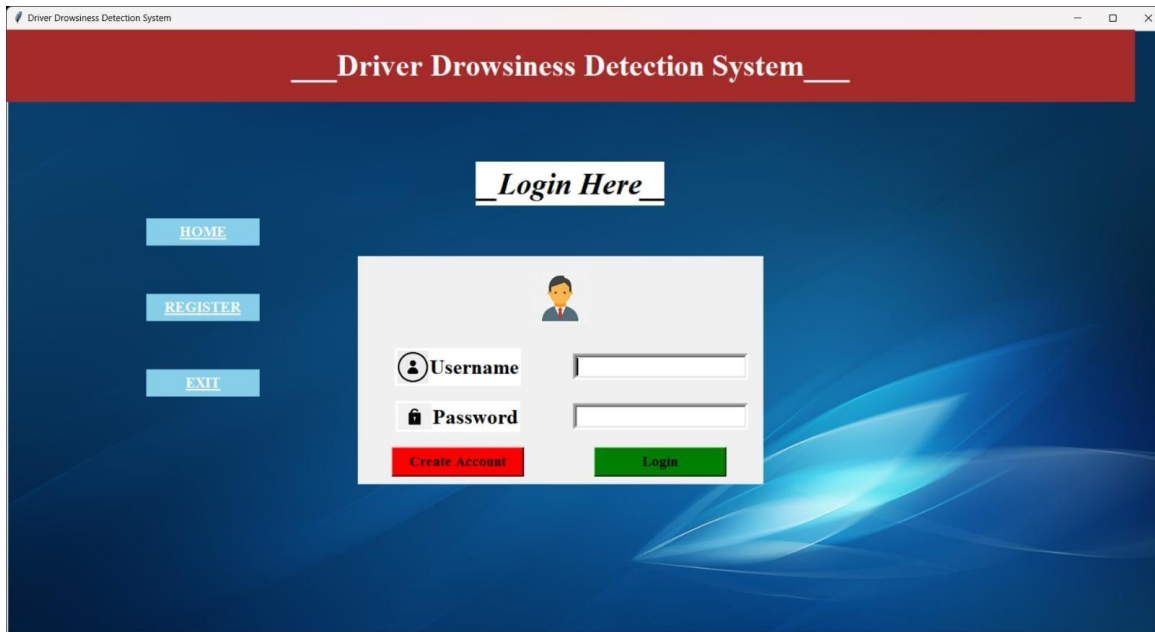 Driver Drowsiness Detection System
___Driver Drowsiness Detection System___
_Login Here_
HOME
REGISTER
EXIT
Username
Password
Create Account
Login